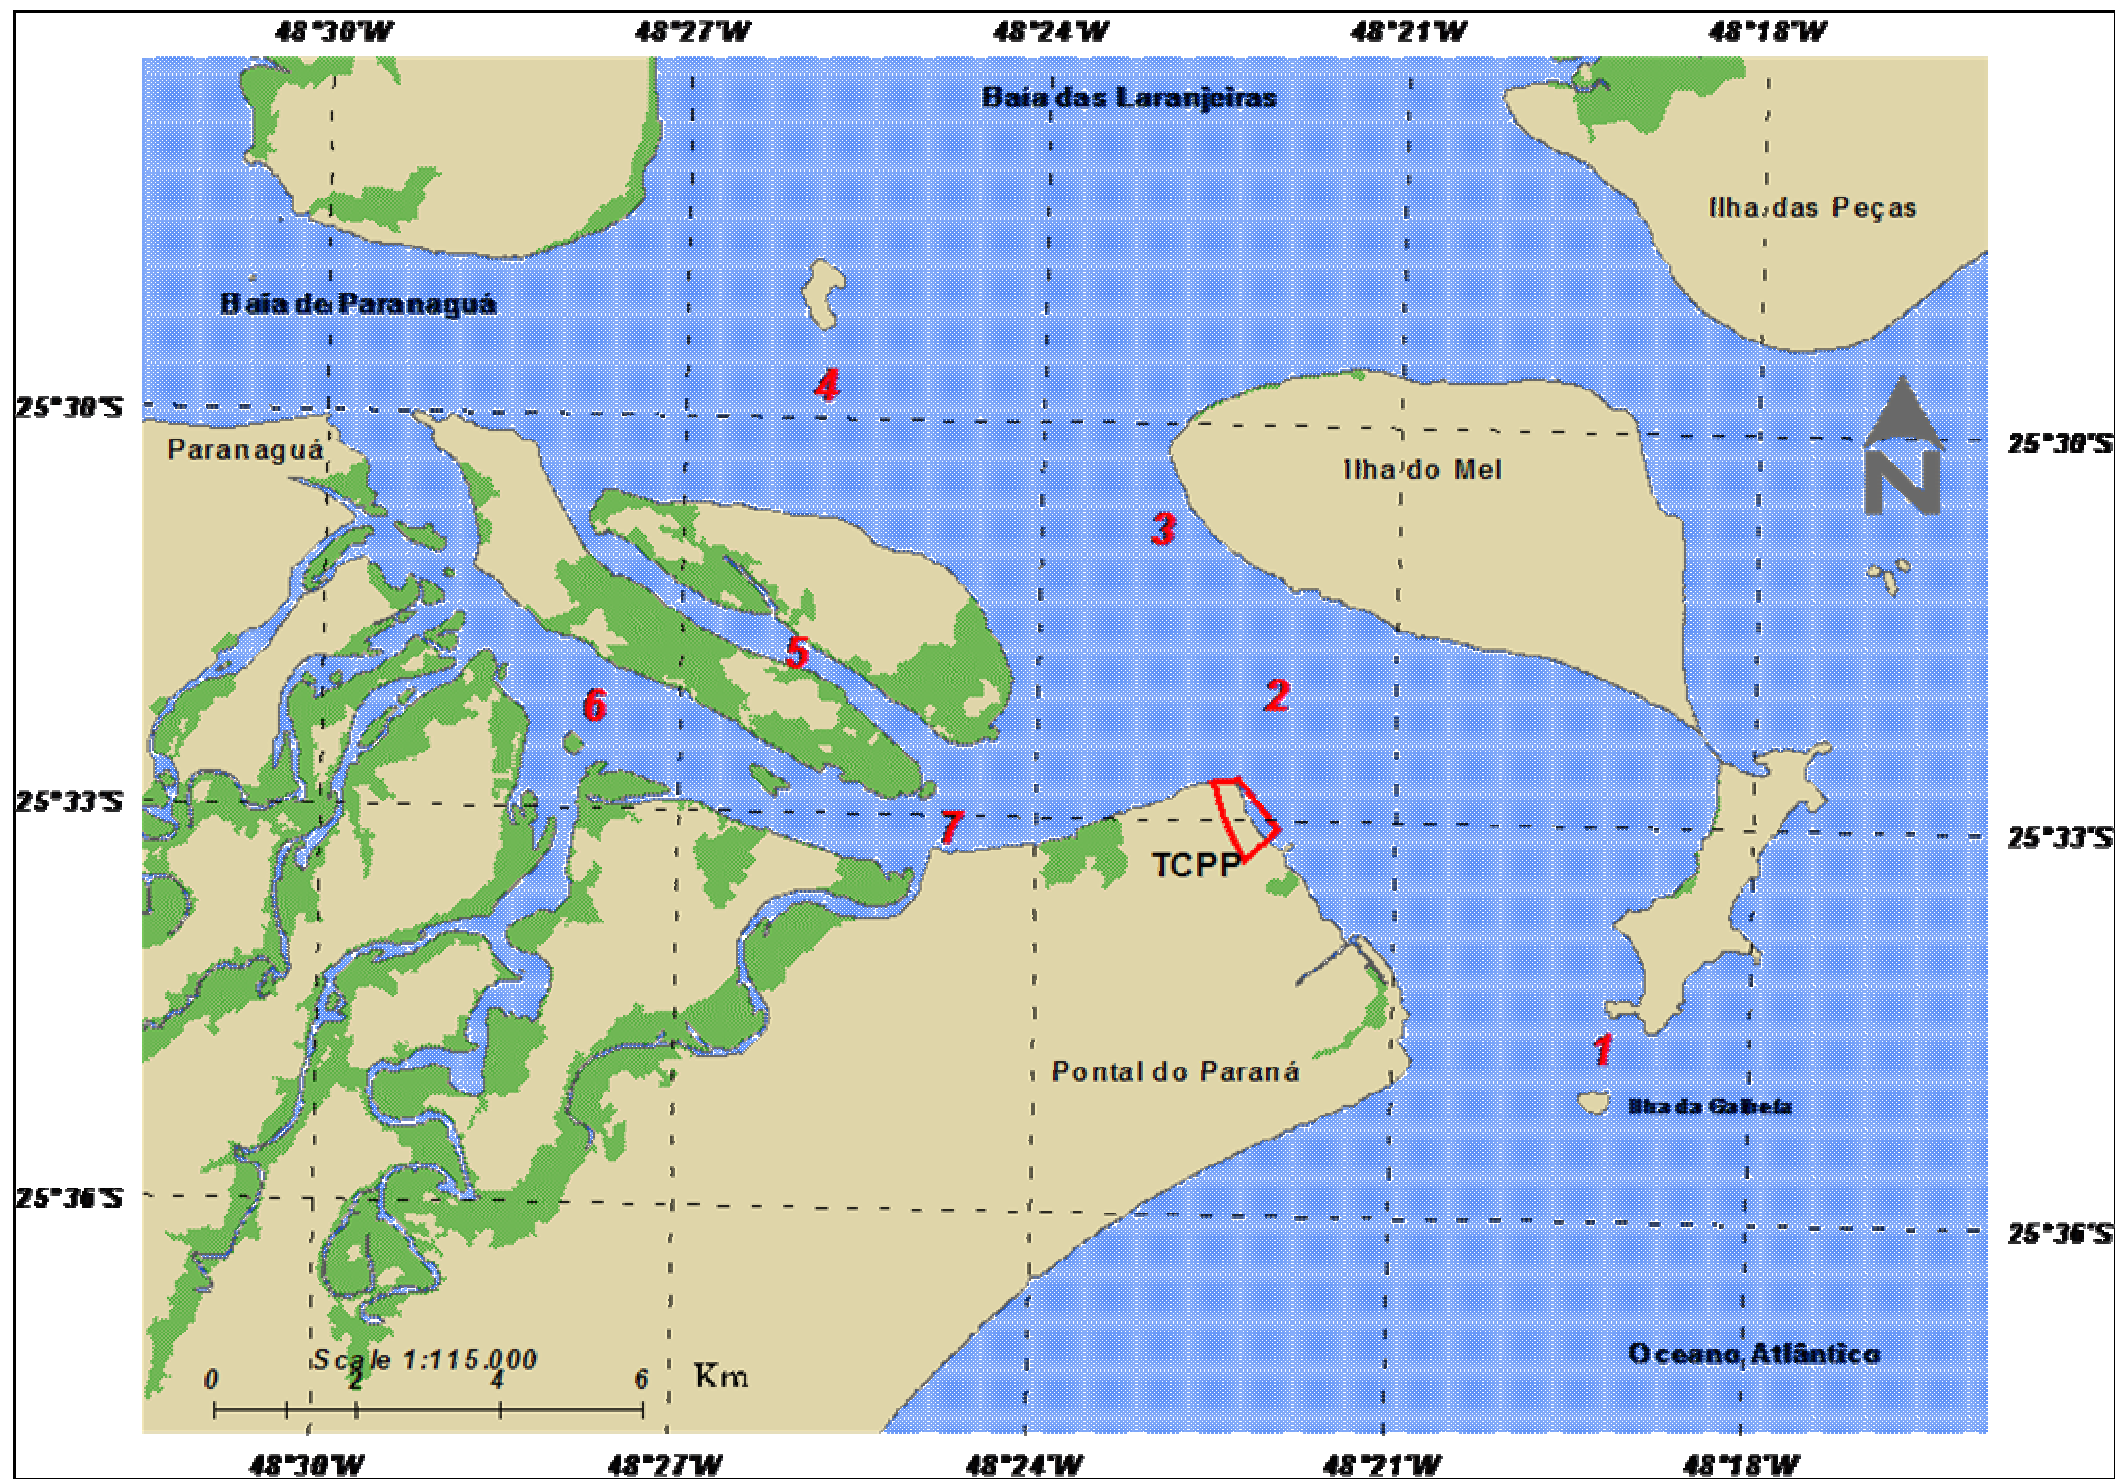 48°30'W 48°27'W 48°24'W 48°21'W 48°18'W
Baía das Laranjeiras
Ilha das Peças
Baia de Paranaguá
4
25°30'S
25°30'S
Paranaguá
Ilha do Mel
N
3
5
2
6
25°33'S
7
25°33'S
TCPP
1
Pontal do Paraná
Ilha da Galheta
25°36'S
25°36'S
Oceano Atlântico
Scale 1:115.000
0 2 4 6 Km
48°30'W 48°27'W 48°24'W 48°21'W 48°18'W